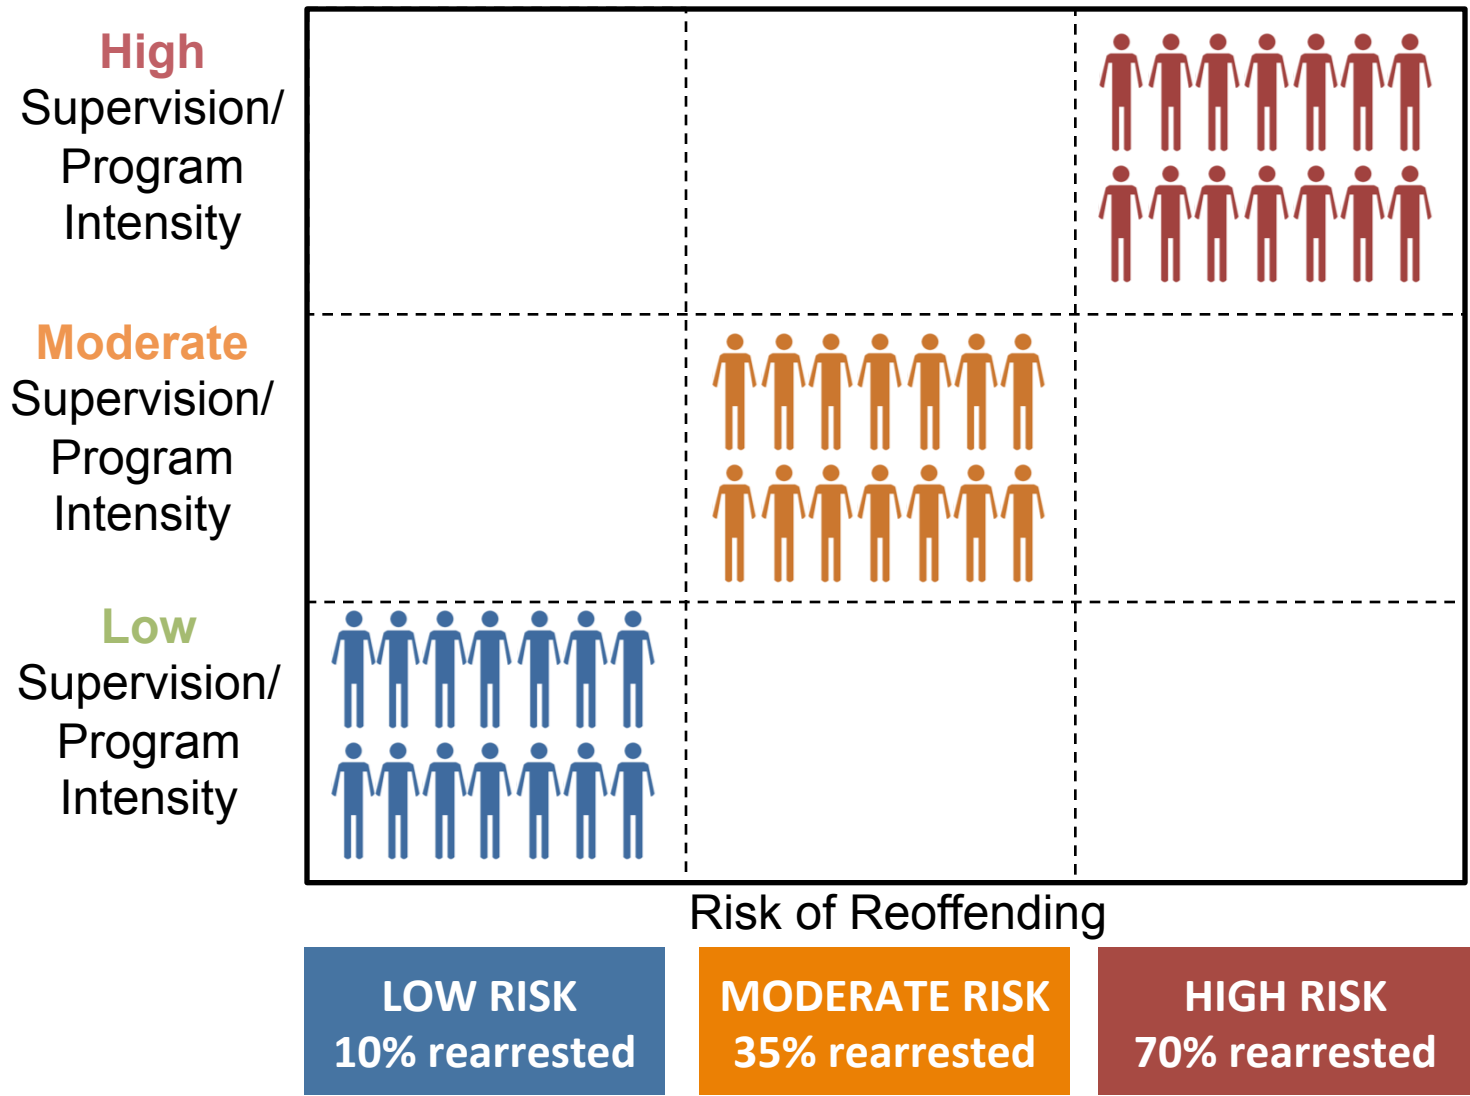 High
Supervision/
Program
Intensity
Moderate
Supervision/
Program
Intensity
Low
Supervision/
Program
Intensity
Risk of Reoffending
LOW RISK
10% rearrested
MODERATE RISK
35% rearrested
HIGH RISK
70% rearrested